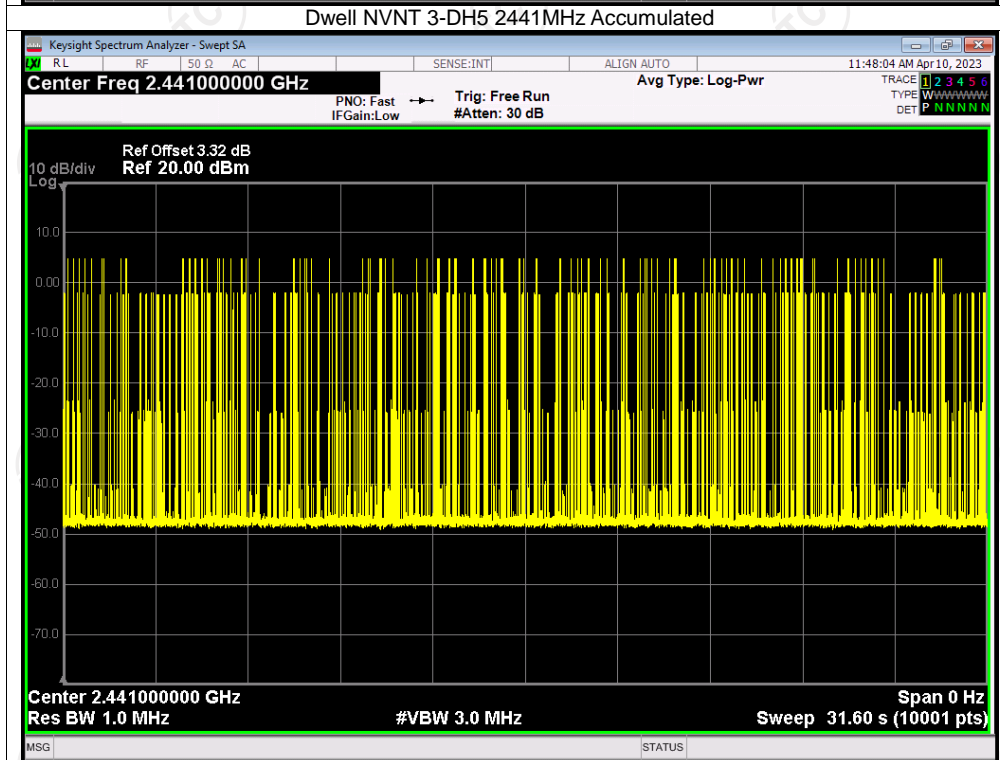 Dwell NVNT 3-DH5 2441MHz Accumulated
Keysight Spectrum Analyzer - Swept SA
LXI RL RF 50 Ω AC SENSE:INT ALIGN AUTO 11:48:04 AM Apr 10, 2023
Center Freq 2.441000000 GHz Avg Type: Log-Pwr TRACE 1 2 3 4 5 6
PNO: Fast Trig: Free Run TYPE WWWWWW
IFGain:Low #Atten: 30 dB DET P N N N N N
Ref Offset 3.32 dB
10 dB/div Ref 20.00 dBm
Log
10.0
0.00
-10.0
-20.0
-30.0
-40.0
-50.0
-60.0
-70.0
Center 2.441000000 GHz Span 0 Hz
Res BW 1.0 MHz #VBW 3.0 MHz Sweep 31.60 s (10001 pts)
MSG STATUS